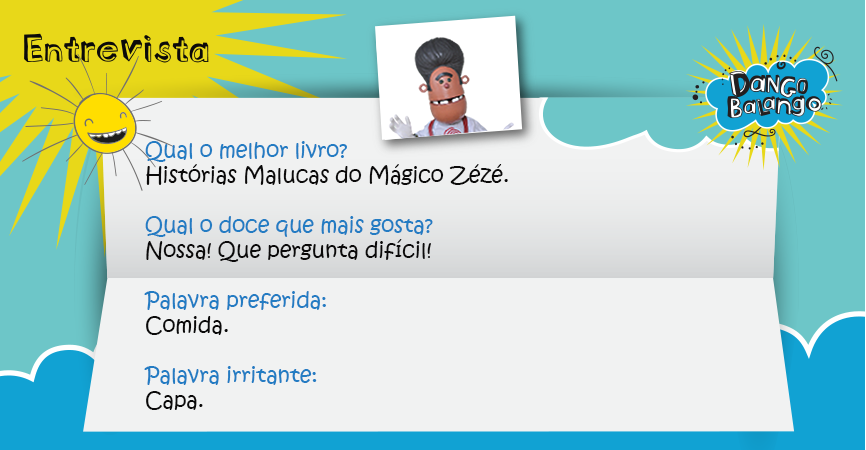 Entrevista
Dango
Balango
Qual o melhor livro?
Histórias Malucas do Mágico Zézé.
Qual o doce que mais gosta?
Nossa! Que pergunta difícil!
Palavra preferida:
Comida.
Palavra irritante:
Capa.